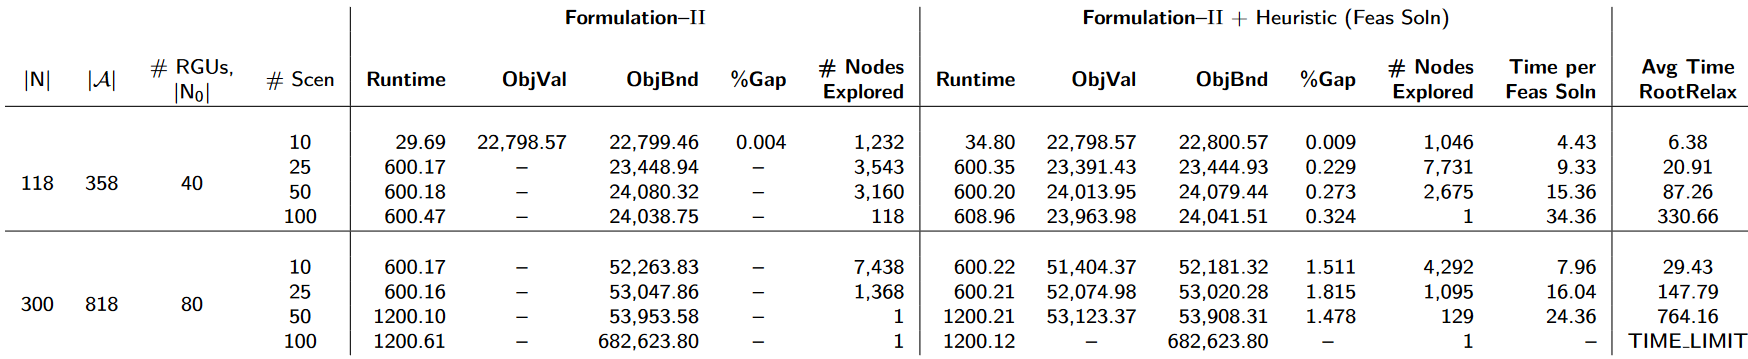 Formulation–II Formulation–II + Heuristic (Feas Soln)
|N| |𝒜| # RGUs, |N₀| # Scen Runtime ObjVal ObjBnd %Gap # Nodes Explored Runtime ObjVal ObjBnd %Gap # Nodes Explored Time per Feas Soln Avg Time RootRelax
118 358 40 10 29.69 22,798.57 22,799.46 0.004 1,232 34.80 22,798.57 22,800.57 0.009 1,046 4.43 6.38
25 600.17 – 23,448.94 – 3,543 600.35 23,391.43 23,444.93 0.229 7,731 9.33 20.91
50 600.18 – 24,080.32 – 3,160 600.20 24,013.95 24,079.44 0.273 2,675 15.36 87.26
100 600.47 – 24,038.75 – 118 608.96 23,963.98 24,041.51 0.324 1 34.36 330.66
300 818 80 10 600.17 – 52,263.83 – 7,438 600.22 51,404.37 52,181.32 1.511 4,292 7.96 29.43
25 600.16 – 53,047.86 – 1,368 600.21 52,074.98 53,020.28 1.815 1,095 16.04 147.79
50 1200.10 – 53,953.58 – 1 1200.21 53,123.37 53,908.31 1.478 129 24.36 764.16
100 1200.61 – 682,623.80 – 1 1200.12 – 682,623.80 – 1 – TIME_LIMIT